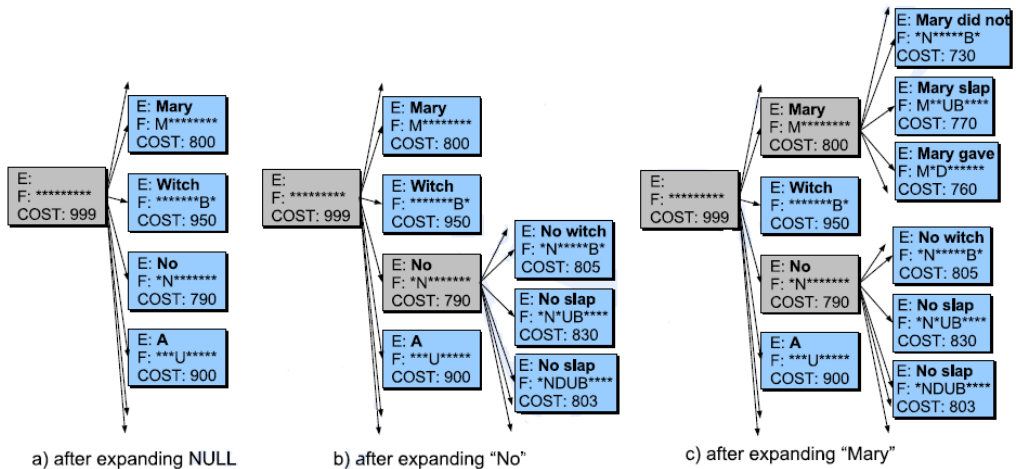 E:
F: *********
COST: 999
E: Mary
F: M********
COST: 800
E: Witch
F: *******B*
COST: 950
E: No
F: *N*******
COST: 790
E: A
F: ***U*****
COST: 900
a) after expanding NULL
E:
F: *********
COST: 999
E: Mary
F: M********
COST: 800
E: Witch
F: *******B*
COST: 950
E: No
F: *N*******
COST: 790
E: A
F: ***U*****
COST: 900
E: No witch
F: *N*****B*
COST: 805
E: No slap
F: *N*UB****
COST: 830
E: No slap
F: *NDUB****
COST: 803
b) after expanding “No”
E:
F: *********
COST: 999
E: Mary
F: M********
COST: 800
E: Witch
F: *******B*
COST: 950
E: No
F: *N*******
COST: 790
E: A
F: ***U*****
COST: 900
E: Mary did not
F: *N*****B*
COST: 730
E: Mary slap
F: M**UB****
COST: 770
E: Mary gave
F: M*D******
COST: 760
E: No witch
F: *N*****B*
COST: 805
E: No slap
F: *N*UB****
COST: 830
E: No slap
F: *NDUB****
COST: 803
c) after expanding “Mary”